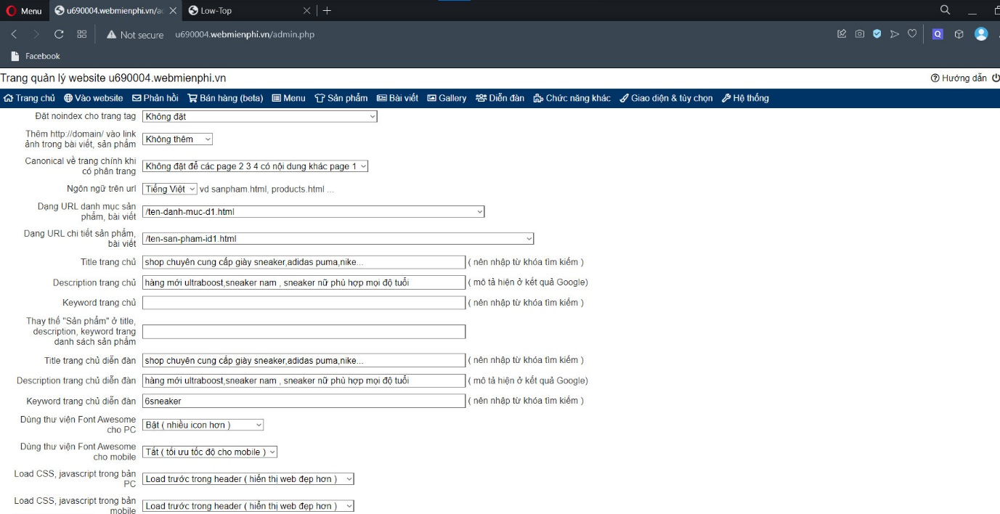 Menu
u690004.webmienphi.vn/ac
Low-Top
Not secure u690004.webmienphi.vn/admin.php
Facebook
Trang quản lý website u690004.webmienphi.vn
Hướng dẫn
Trang chủ Vào website Phản hồi Bán hàng (beta) Menu Sản phẩm Bài viết Gallery Diễn đàn Chức năng khác Giao diện & tùy chọn Hệ thống
Đặt noindex cho trang tag Không đặt
Thêm http://domain/ vào link
ảnh trong bài viết, sản phẩm Không thêm
Canonical về trang chính khi
có phân trang Không đặt để các page 2 3 4 có nội dung khác page 1
Ngôn ngữ trên url Tiếng Việt vd sanpham.html, products.html ...
Dạng URL danh mục sản
phẩm, bài viết /ten-danh-muc-d1.html
Dạng URL chi tiết sản phẩm,
bài viết /ten-san-pham-id1.html
Title trang chủ shop chuyên cung cấp giày sneaker,adidas puma,nike... ( nên nhập từ khóa tìm kiếm )
Description trang chủ hàng mới ultraboost,sneaker nam , sneaker nữ phù hợp mọi độ tuổi ( mô tả hiện ở kết quả Google)
Keyword trang chủ ( nên nhập từ khóa tìm kiếm )
Thay thế "Sản phẩm" ở title,
description, keyword trang
danh sách sản phẩm
Title trang chủ diễn đàn shop chuyên cung cấp giày sneaker,adidas puma,nike... ( nên nhập từ khóa tìm kiếm )
Description trang chủ diễn đàn hàng mới ultraboost,sneaker nam , sneaker nữ phù hợp mọi độ tuổi ( mô tả hiện ở kết quả Google)
Keyword trang chủ diễn đàn 6sneaker ( nên nhập từ khóa tìm kiếm )
Dùng thư viện Font Awesome
cho PC Bật ( nhiều icon hơn )
Dùng thư viện Font Awesome
cho mobile Tắt ( tối ưu tốc độ cho mobile )
Load CSS, javascript trong bản
PC Load trước trong header ( hiển thị web đẹp hơn )
Load CSS, javascript trong bản
mobile Load trước trong header ( hiển thị web đẹp hơn )